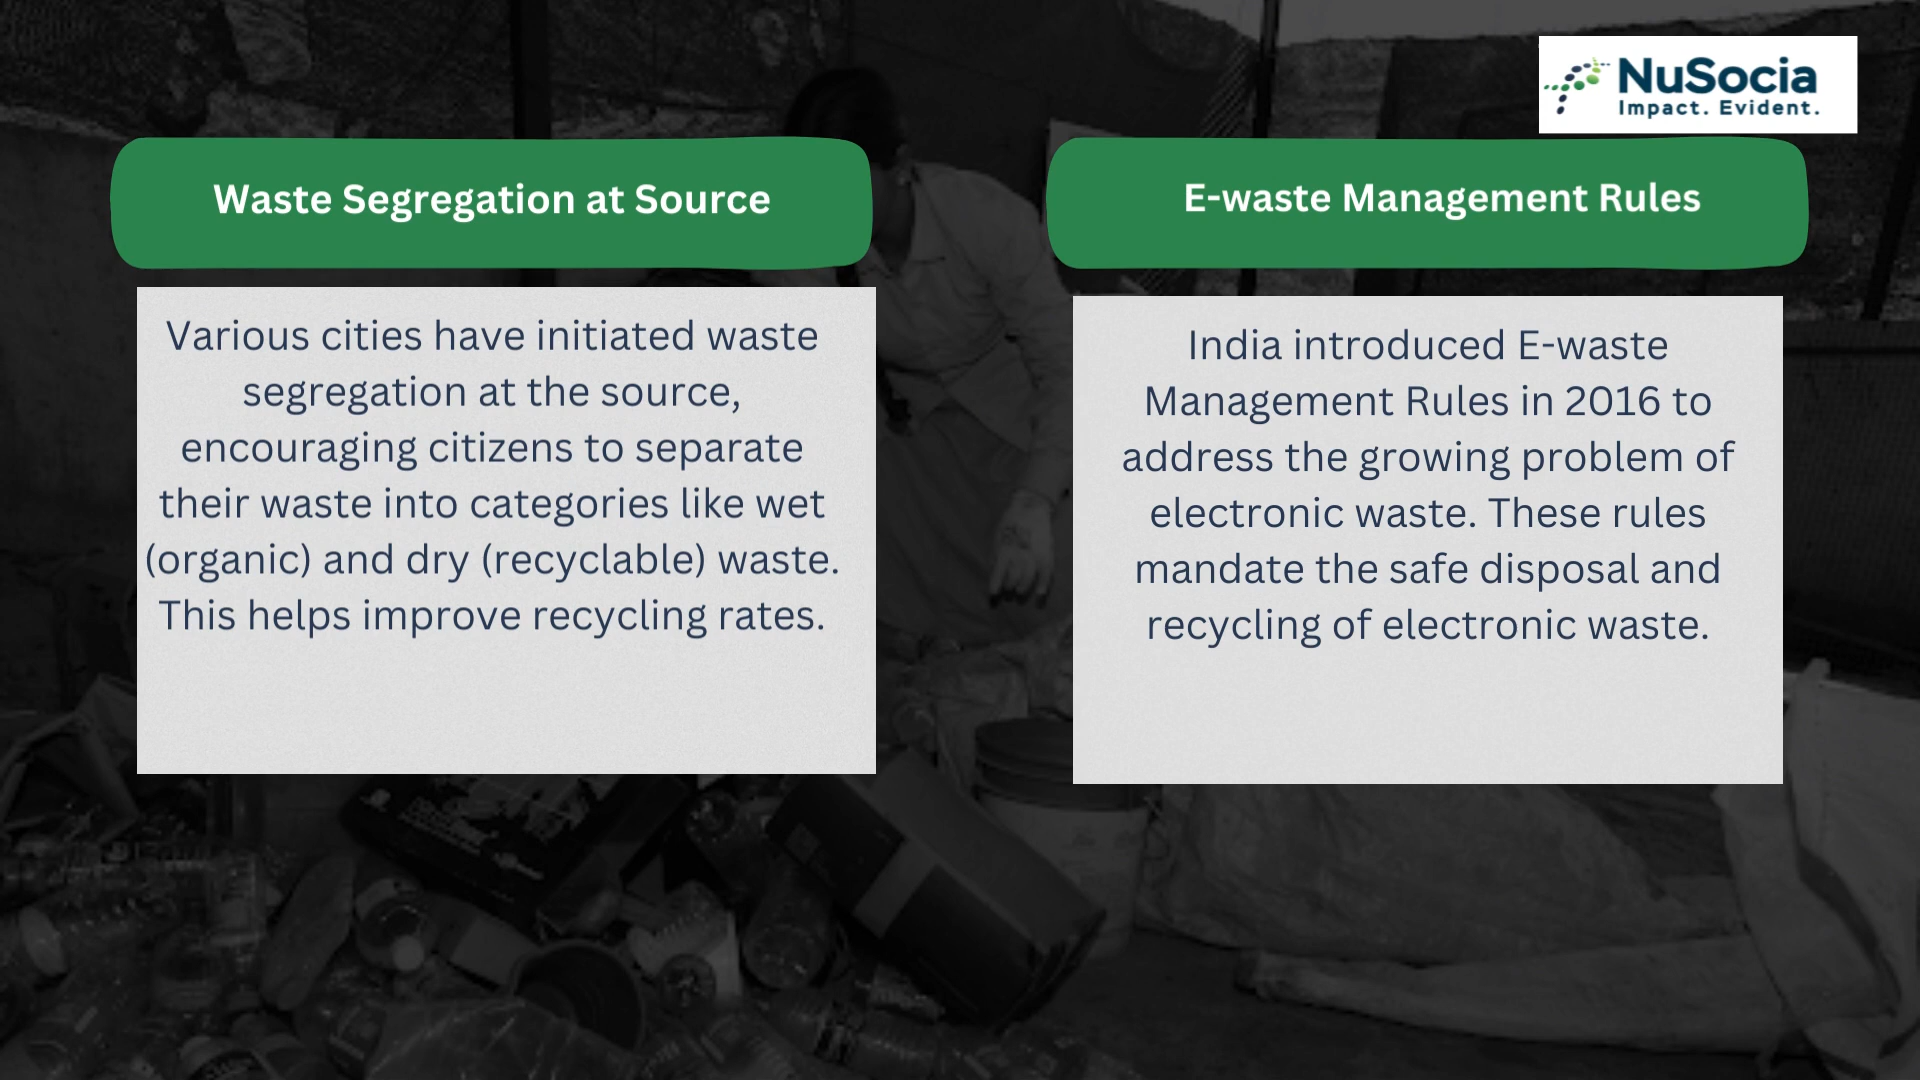 NuSocia
Impact. Evident.
Waste Segregation at Source
Various cities have initiated waste
segregation at the source,
encouraging citizens to separate
their waste into categories like wet
(organic) and dry (recyclable) waste.
This helps improve recycling rates.
E-waste Management Rules
India introduced E-waste
Management Rules in 2016 to
address the growing problem of
electronic waste. These rules
mandate the safe disposal and
recycling of electronic waste.